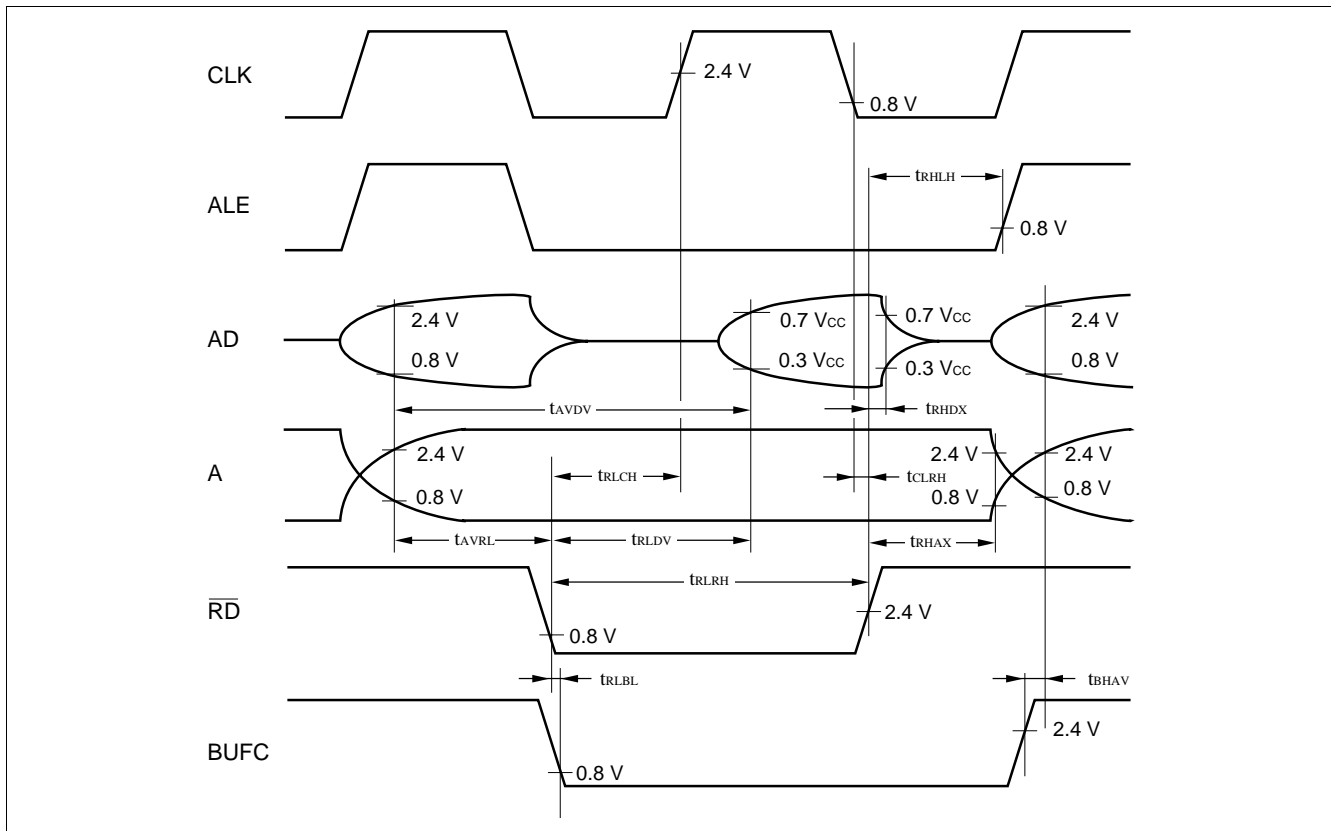 CLK
2.4 V
0.8 V
tRHLH
ALE
0.8 V
2.4 V
0.7 VCC
0.7 VCC
2.4 V
AD
0.8 V
0.3 VCC
0.3 VCC
0.8 V
tAVDV
tRHDX
2.4 V
2.4 V
2.4 V
A
tRLCH
tCLRH
0.8 V
0.8 V
0.8 V
tAVRL
tRLDV
tRHAX
tRLRH
RD
2.4 V
0.8 V
tRLBL
tBHAV
2.4 V
BUFC
0.8 V